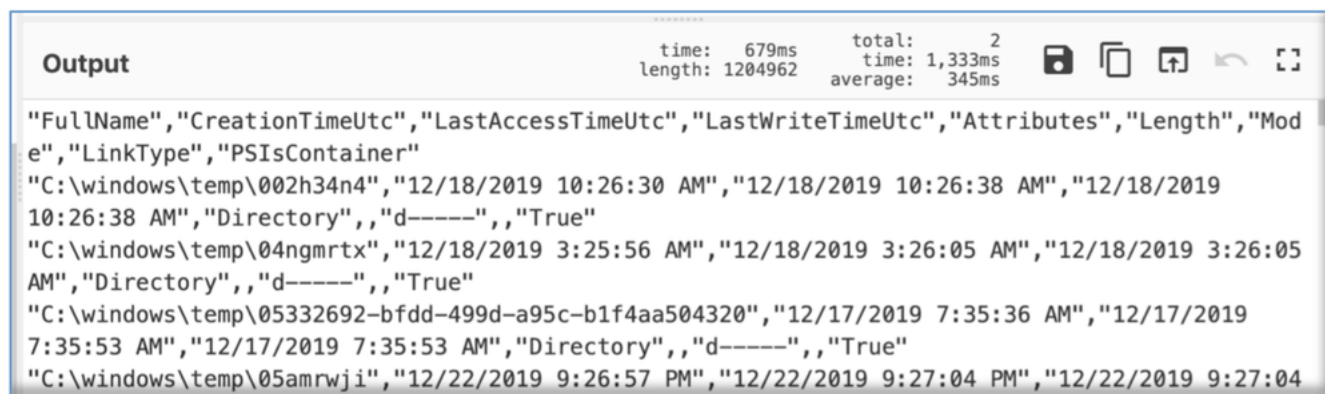 Output
time: 679ms
length: 1204962
total: 2
time: 1,333ms
average: 345ms
"FullName","CreationTimeUtc","LastAccessTimeUtc","LastWriteTimeUtc","Attributes","Length","Mod
e","LinkType","PSIsContainer"
"C:\windows\temp\002h34n4","12/18/2019 10:26:30 AM","12/18/2019 10:26:38 AM","12/18/2019
10:26:38 AM","Directory",,"d-----",,"True"
"C:\windows\temp\04ngmrtx","12/18/2019 3:25:56 AM","12/18/2019 3:26:05 AM","12/18/2019 3:26:05
AM","Directory",,"d-----",,"True"
"C:\windows\temp\05332692-bfdd-499d-a95c-b1f4aa504320","12/17/2019 7:35:36 AM","12/17/2019
7:35:53 AM","12/17/2019 7:35:53 AM","Directory",,"d-----",,"True"
"C:\windows\temp\05amrwji","12/22/2019 9:26:57 PM","12/22/2019 9:27:04 PM","12/22/2019 9:27:04